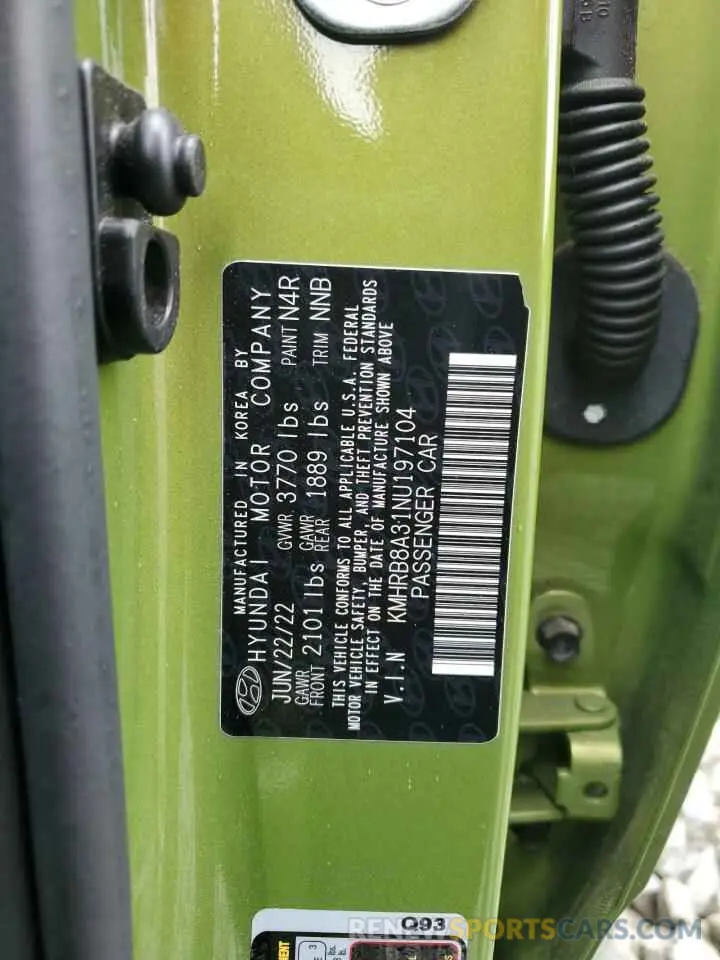 MANUFACTURED IN KOREA BY
HYUNDAI MOTOR COMPANY
JUN/22/22 GVWR 3770 lbs PAINT N4R
GAWR FRONT 2101 lbs GAWR REAR 1889 lbs TRIM NNB
THIS VEHICLE CONFORMS TO ALL APPLICABLE U.S.A. FEDERAL
MOTOR VEHICLE SAFETY, BUMPER, AND THEFT PREVENTION STANDARDS
IN EFFECT ON THE DATE OF MANUFACTURE SHOWN ABOVE
V.I.N KMHRB8A31NU197104
PASSENGER CAR
Q93
RENEWSPORTSCARS.COM